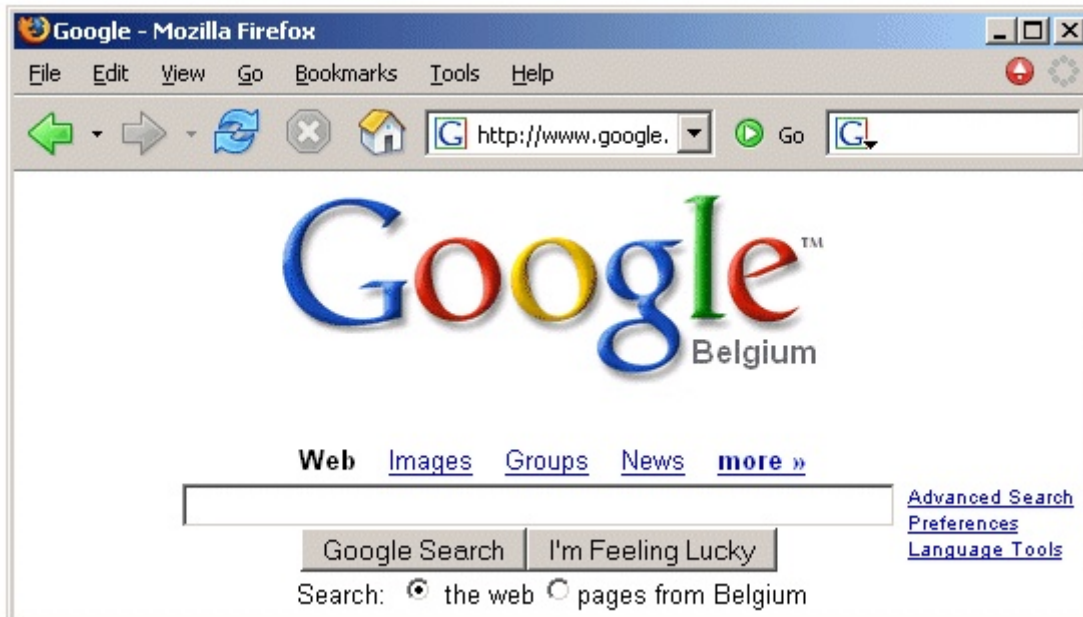 Google - Mozilla Firefox
File Edit View Go Bookmarks Tools Help
G http://www.google. Go G
Google™
Belgium
Web Images Groups News more »
Advanced Search
Preferences
Google Search I'm Feeling Lucky Language Tools
Search: the web pages from Belgium